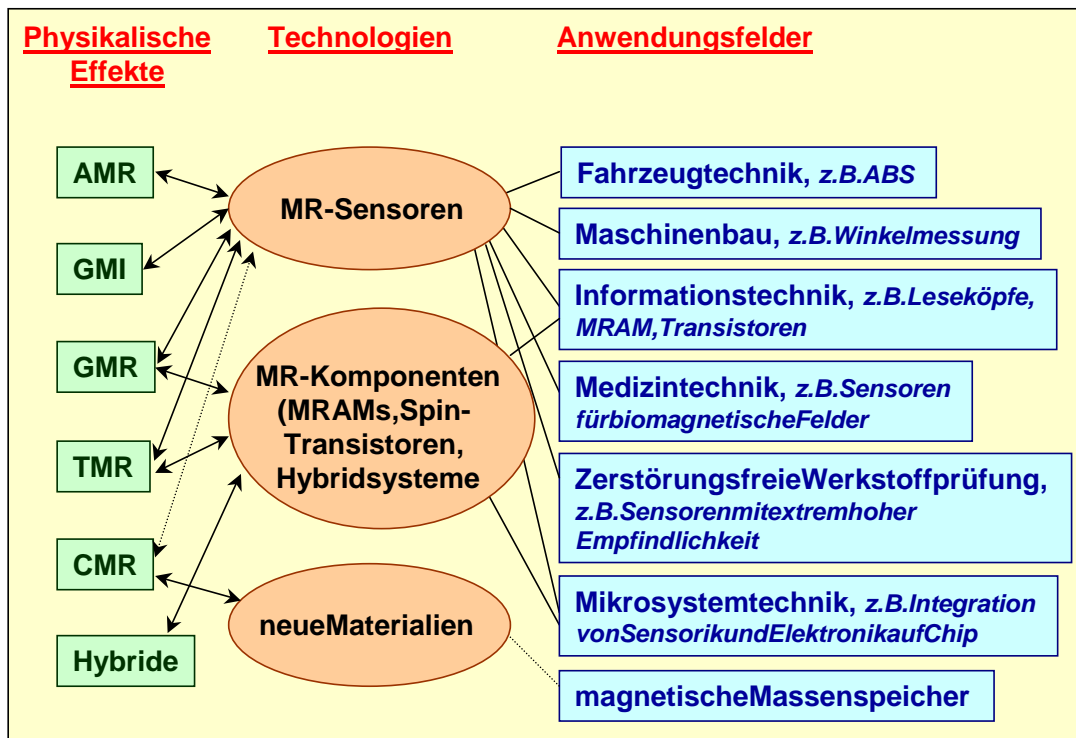 Physikalische
Effekte
Technologien
Anwendungsfelder
AMR
GMI
GMR
TMR
CMR
Hybride
MR-Sensoren
MR-Komponenten
(MRAMs,Spin-
Transistoren,
Hybridsysteme
neueMaterialien
Fahrzeugtechnik, z.B.ABS
Maschinenbau, z.B.Winkelmessung
Informationstechnik, z.B.Leseköpfe,
MRAM,Transistoren
Medizintechnik, z.B.Sensoren
fürbiomagnetischeFelder
ZerstörungsfreieWerkstoffprüfung,
z.B.Sensorenmitextremhoher
Empfindlichkeit
Mikrosystemtechnik, z.B.Integration
vonSensorikundElektronikaufChip
magnetischeMassenspeicher